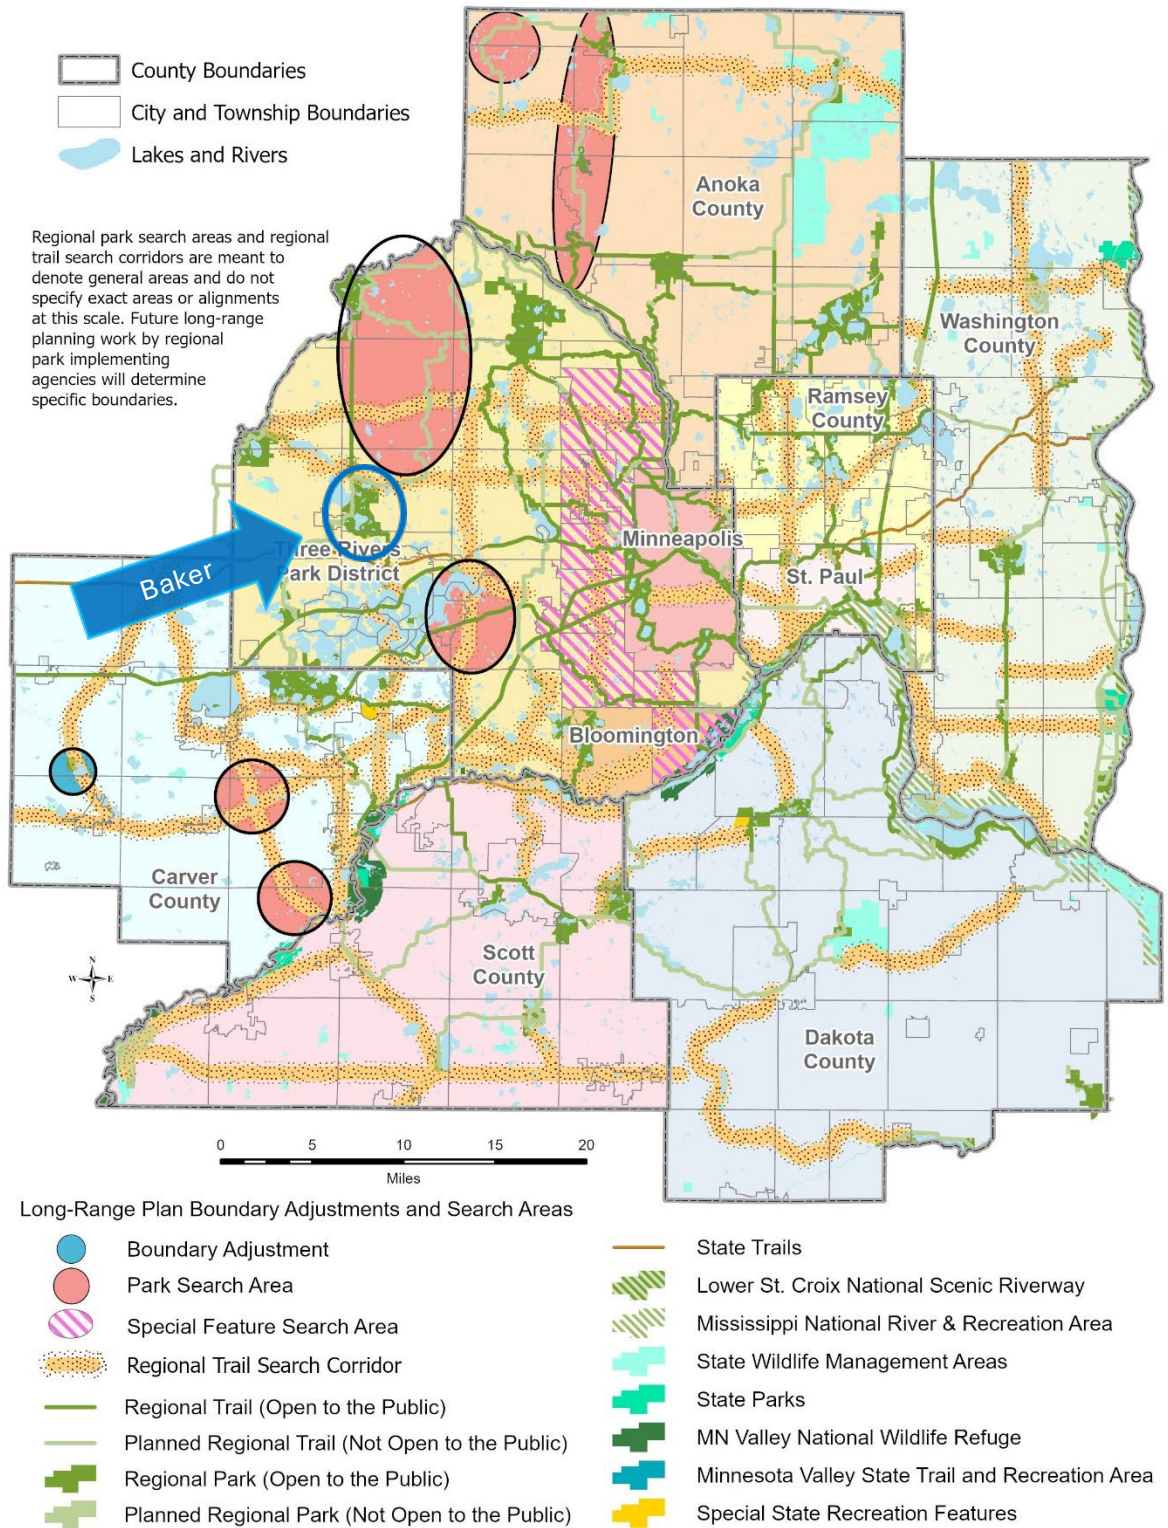 County Boundaries
City and Township Boundaries
Lakes and Rivers
Regional park search areas and regional
trail search corridors are meant to
denote general areas and do not
specify exact areas or alignments
at this scale. Future long-range
planning work by regional
park implementing
agencies will determine
specific boundaries.
Anoka
County
Washington
County
Ramsey
County
Minneapolis
Three Rivers
Park District
Baker
St. Paul
Bloomington
Carver
County
Scott
County
Dakota
County
N
W E
S
0 5 10 15 20
Miles
Long-Range Plan Boundary Adjustments and Search Areas
Boundary Adjustment
Park Search Area
Special Feature Search Area
Regional Trail Search Corridor
Regional Trail (Open to the Public)
Planned Regional Trail (Not Open to the Public)
Regional Park (Open to the Public)
Planned Regional Park (Not Open to the Public)
State Trails
Lower St. Croix National Scenic Riverway
Mississippi National River & Recreation Area
State Wildlife Management Areas
State Parks
MN Valley National Wildlife Refuge
Minnesota Valley State Trail and Recreation Area
Special State Recreation Features